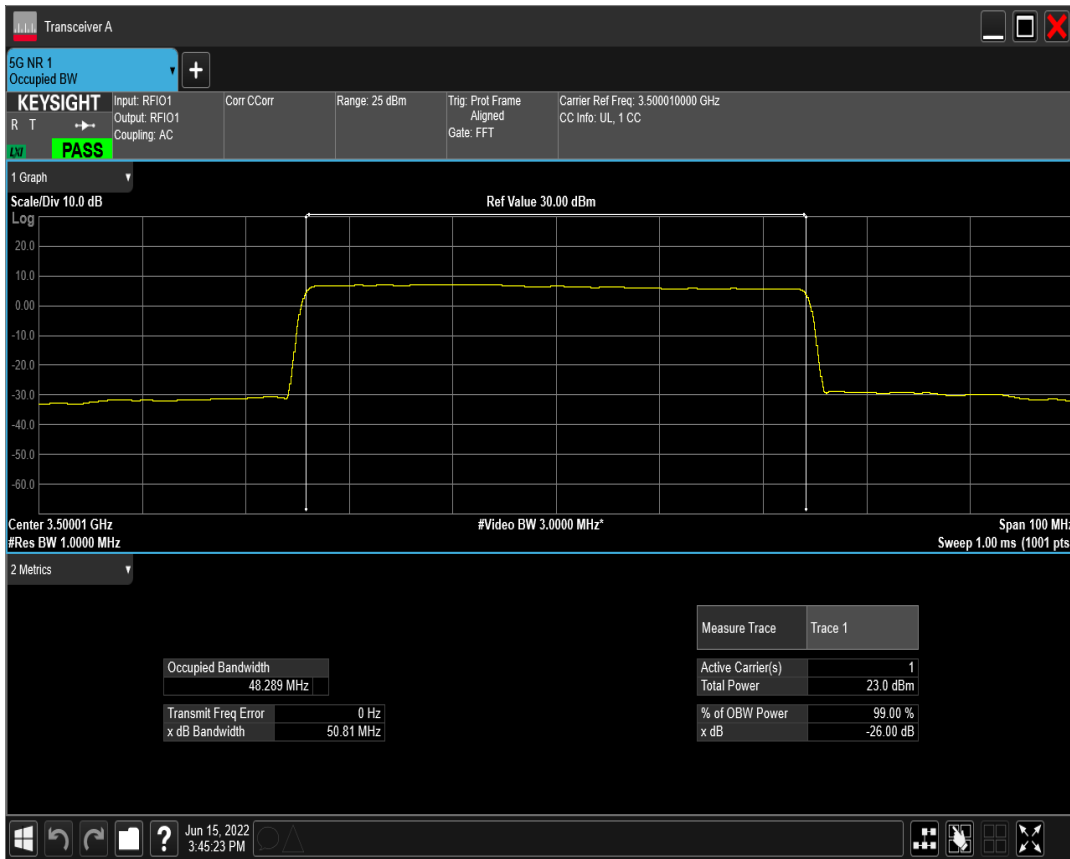 Transceiver A
5G NR 1
Occupied BW
+
KEYSIGHT
R T
LXI
PASS
Input: RFIO1
Output: RFIO1
Coupling: AC
Corr CCorr
Range: 25 dBm
Trig: Prot Frame
Aligned
Gate: FFT
Carrier Ref Freq: 3.500010000 GHz
CC Info: UL, 1 CC
1 Graph
Scale/Div 10.0 dB
Ref Value 30.00 dBm
Log
20.0
10.0
0.00
-10.0
-20.0
-30.0
-40.0
-50.0
-60.0
Center 3.50001 GHz
#Video BW 3.0000 MHz*
Span 100 MHz
#Res BW 1.0000 MHz
Sweep 1.00 ms (1001 pts
2 Metrics
Measure Trace Trace 1
Occupied Bandwidth
48.289 MHz
Active Carrier(s) 1
Total Power 23.0 dBm
Transmit Freq Error 0 Hz
x dB Bandwidth 50.81 MHz
% of OBW Power 99.00 %
x dB -26.00 dB
?
Jun 15, 2022
3:45:23 PM